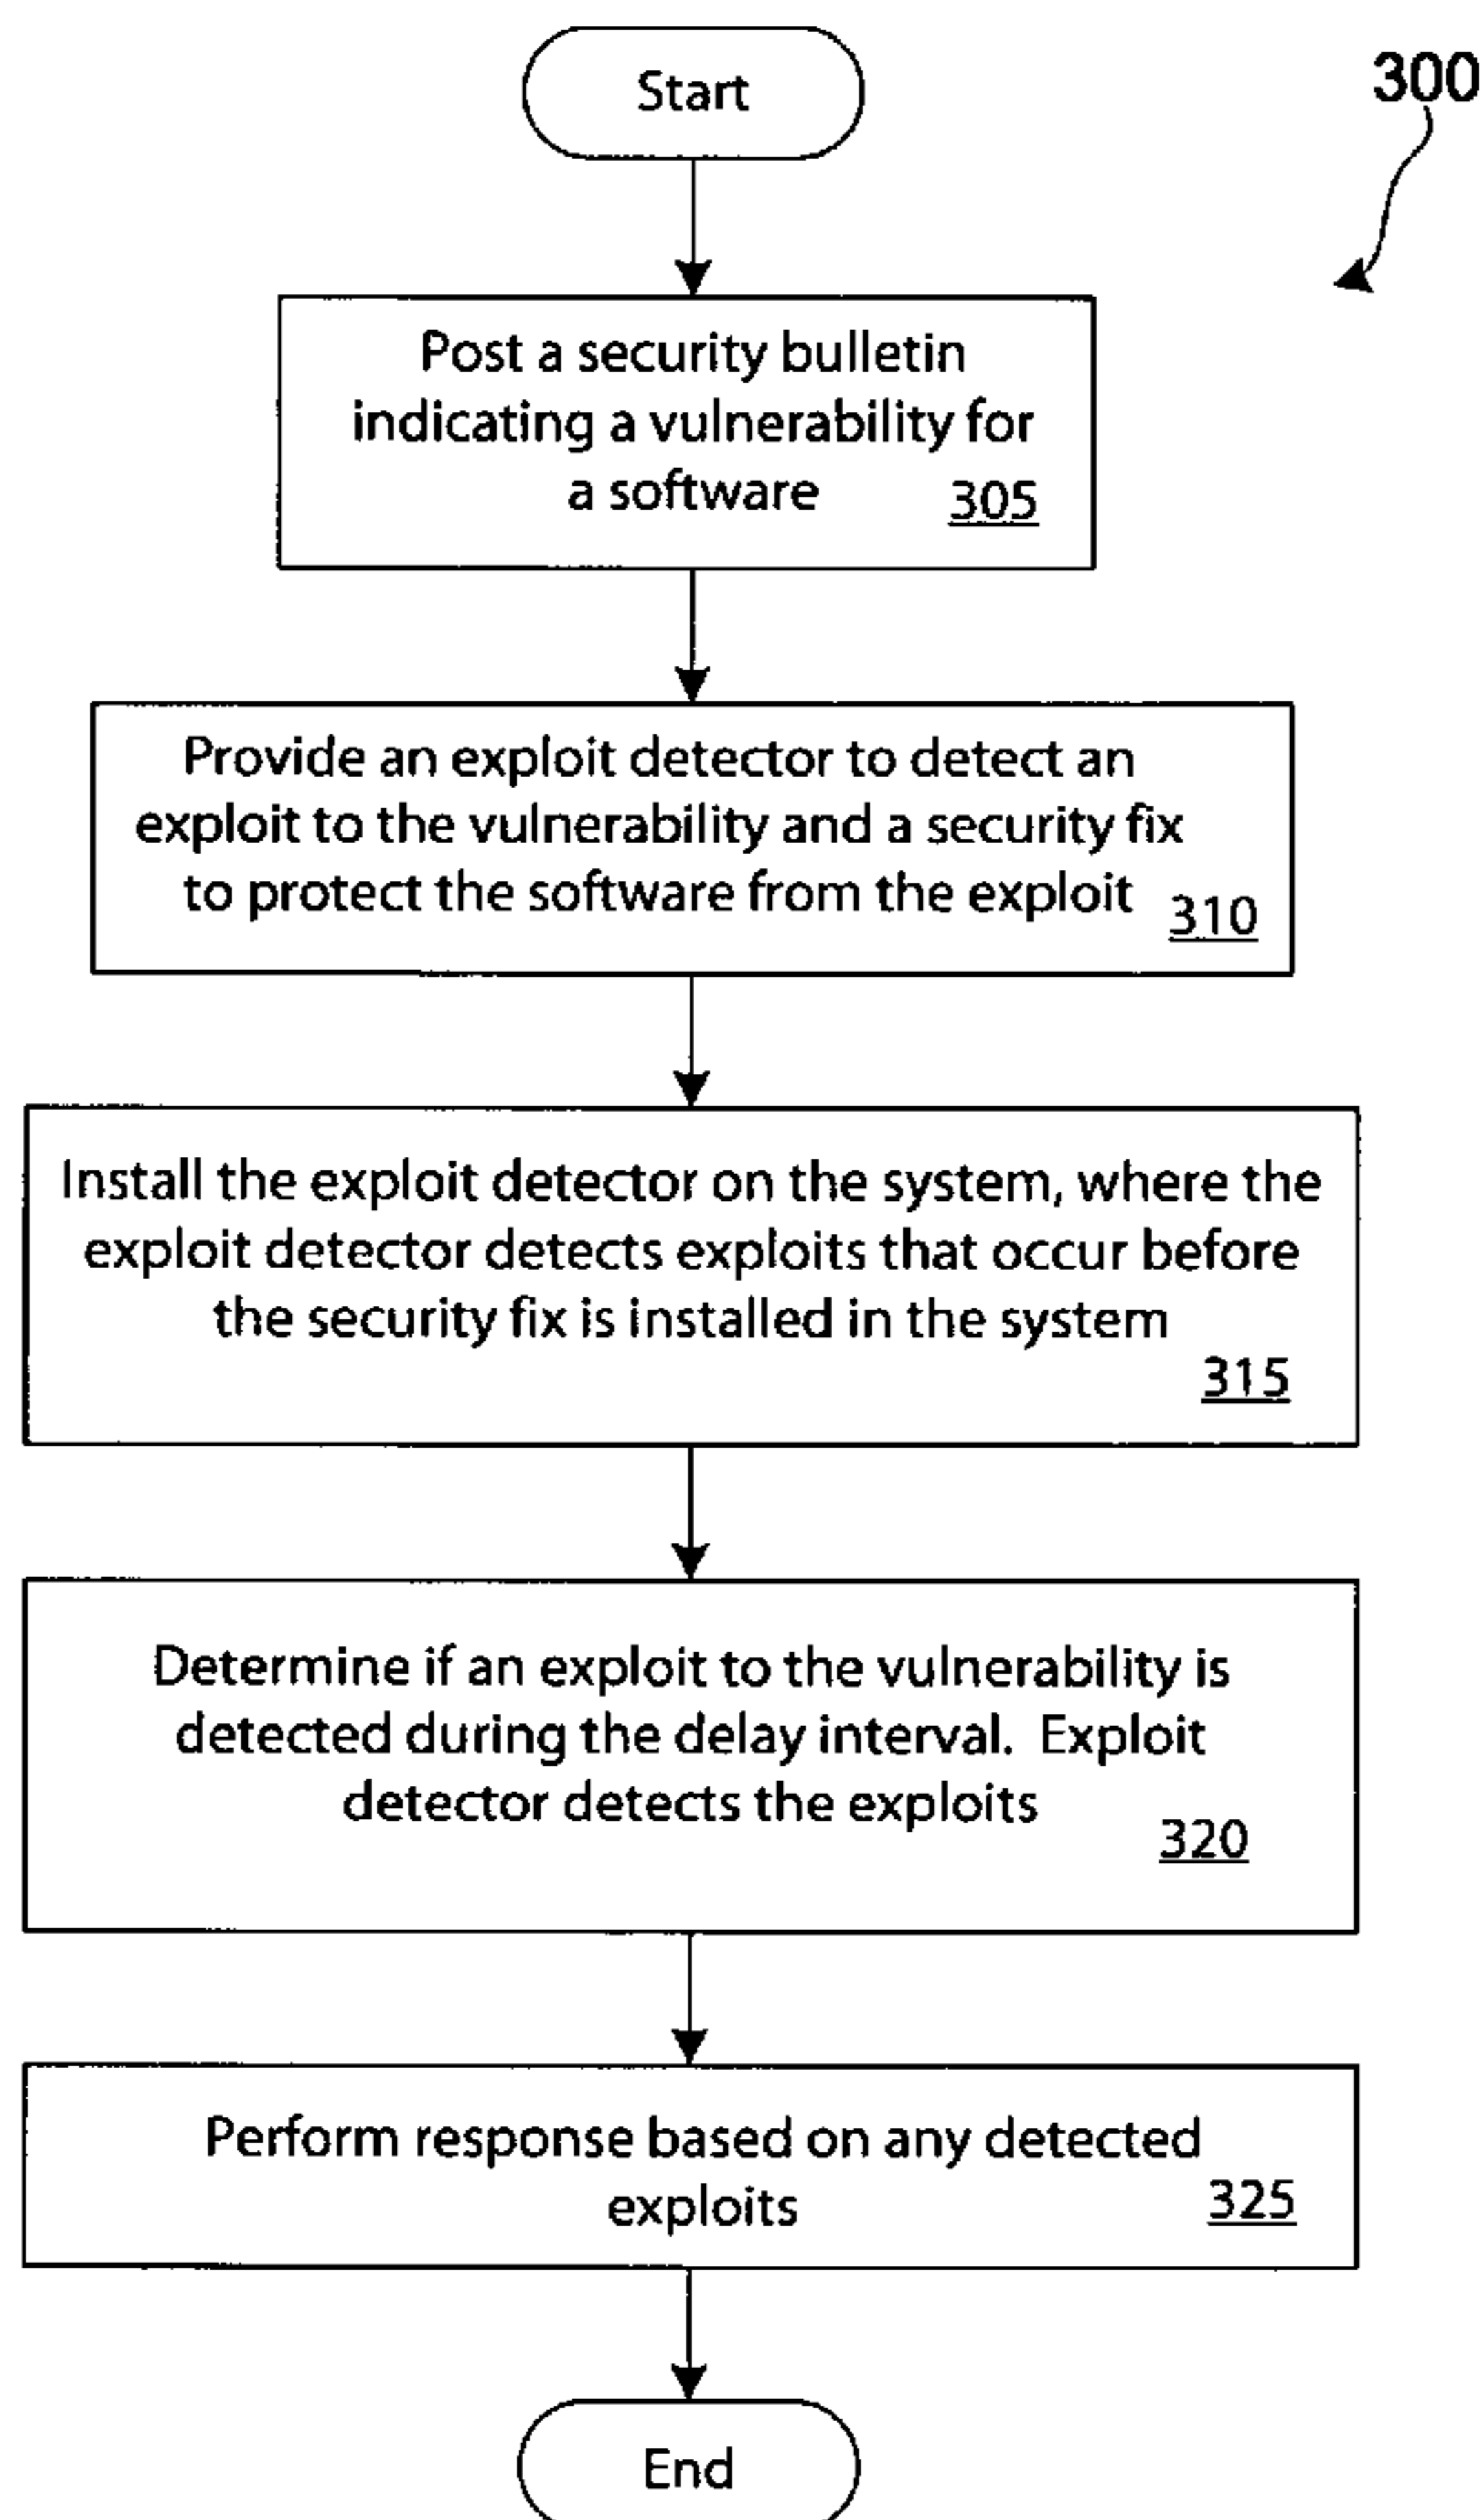 Start
300
Post a security bulletin
indicating a vulnerability for
a software 305
Provide an exploit detector to detect an
exploit to the vulnerability and a security fix
to protect the software from the exploit 310
Install the exploit detector on the system, where the
exploit detector detects exploits that occur before
the security fix is installed in the system
315
Determine if an exploit to the vulnerability is
detected during the delay interval. Exploit
detector detects the exploits
320
Perform response based on any detected
exploits 325
End